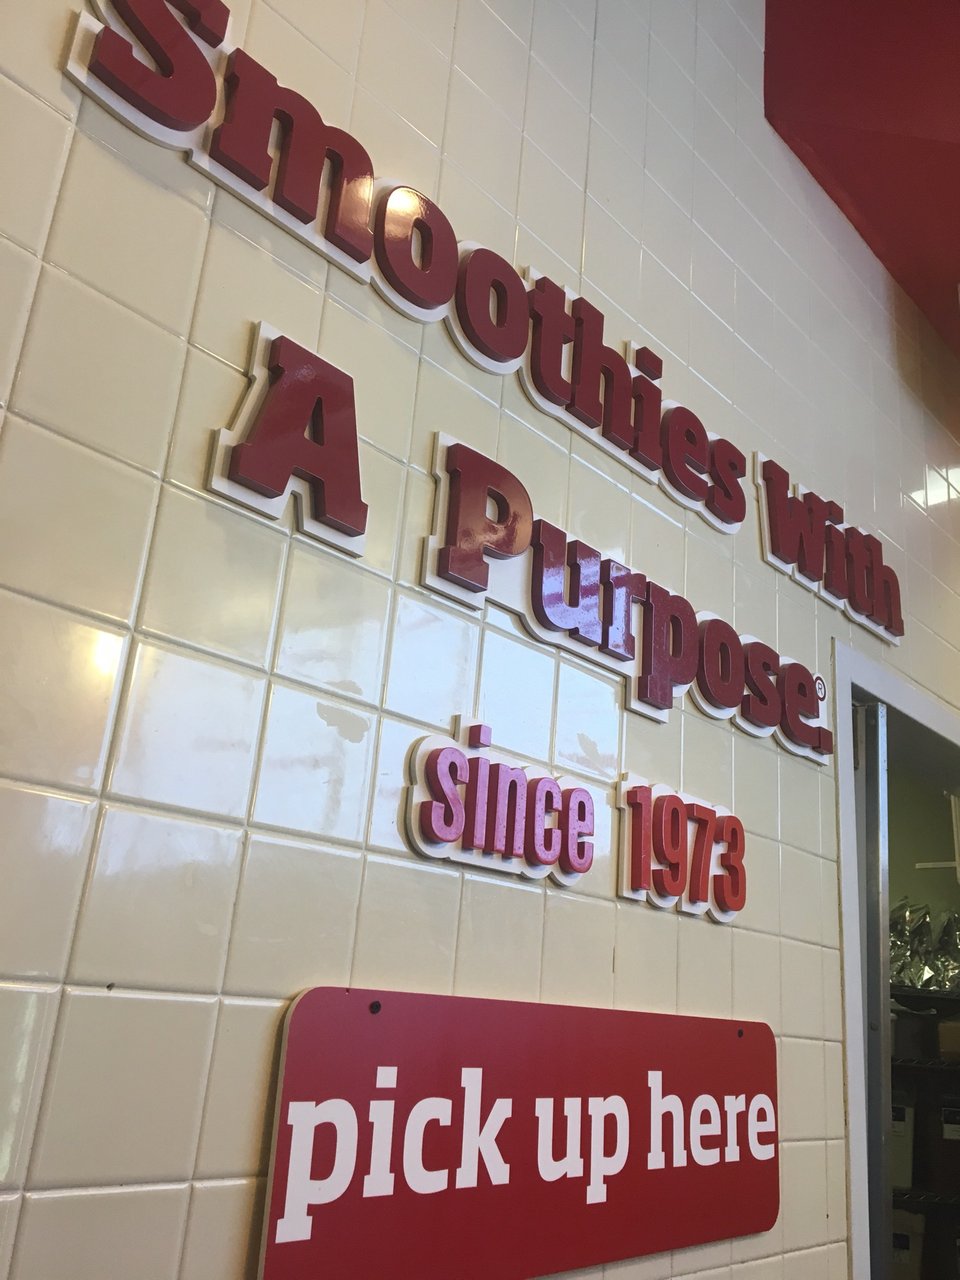 Smoothies With
A Purpose.®
since 1973
pick up here